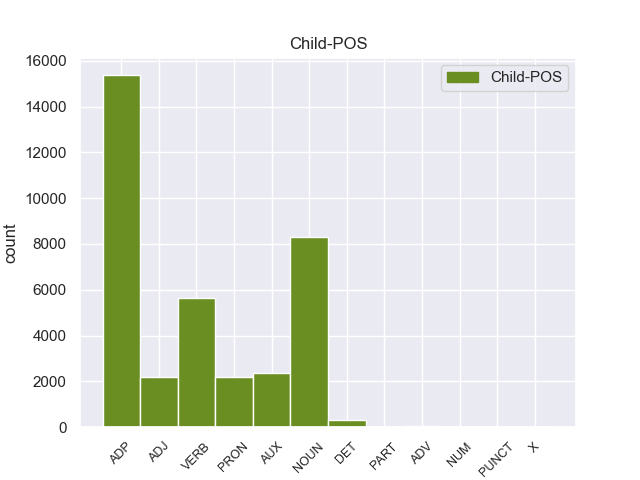 Child-POS
Child-POS
16000
14000
12000
10000
8000
6000
4000
2000
0
count
ADP ADJ VERB PRON AUX NOUN DET PART ADV NUM PUNCT X